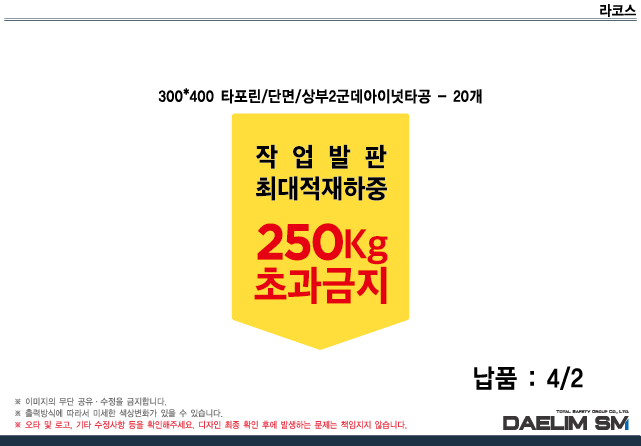 라코스
300*400 타포린/단면/상부2군데아이넛타공 - 20개
작 업 발 판
최대적재하중
250Kg
초과금지
납품 : 4/2
※ 이미지의 무단 공유·수정을 금지합니다.
※ 출력방식에 따라서 미세한 색상변화가 있을 수 있습니다.
※ 오타 및 로고, 기타 수정사항 등을 확인해주세요. 디자인 최종 확인 후에 발생하는 문제는 책임지지 않습니다.
TOTAL SAFETY GROUP CO., LTD.
DAELIM SM